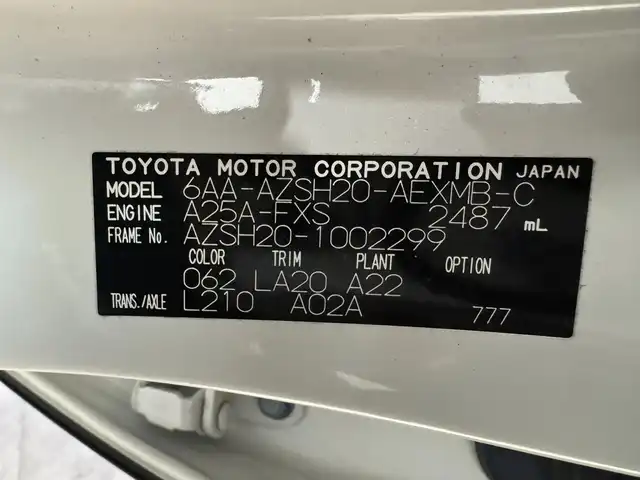 TOYOTA MOTOR CORPORATION JAPAN
MODEL 6AA-AZSH20-AEXMB-C
ENGINE A25A-FXS 2487 mL
FRAME No. AZSH20-1002299
COLOR TRIM PLANT OPTION
062 LA20 A22
TRANS./AXLE L210 A02A 777